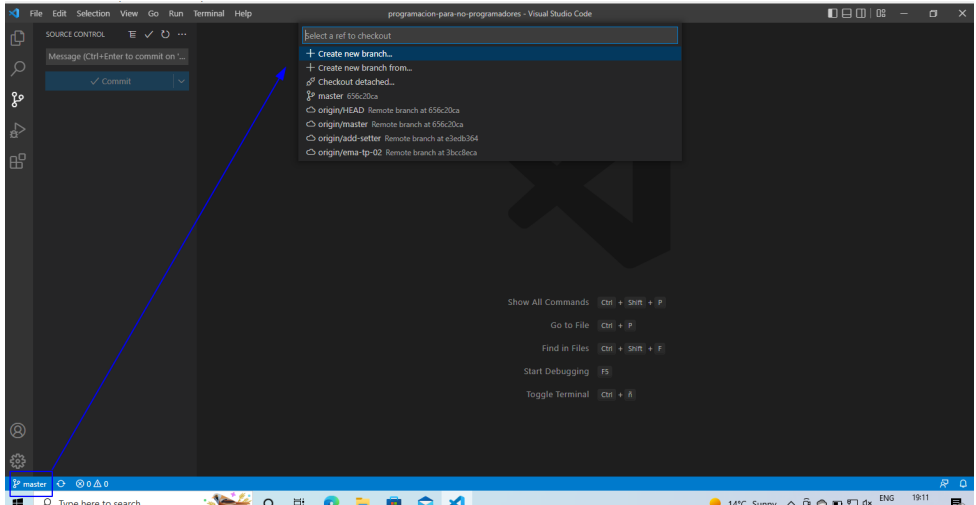 File Edit Selection View Go Run Terminal Help programacion-para-no-programadores - Visual Studio Code
SOURCE CONTROL
Message (Ctrl+Enter to commit on '...
Commit
Select a ref to checkout
Create new branch...
Create new branch from...
Checkout detached...
master 656c20ca
origin/HEAD Remote branch at 656c20ca
origin/master Remote branch at 656c20ca
origin/add-setter Remote branch at e3edb364
origin/ema-tp-02 Remote branch at 3bcc8eca
Show All Commands Ctrl + Shift + P
Go to File Ctrl + P
Find in Files Ctrl + Shift + F
Start Debugging F5
Toggle Terminal Ctrl + ñ
master 0 0
Type here to search 14°C Sunny ENG 19:11